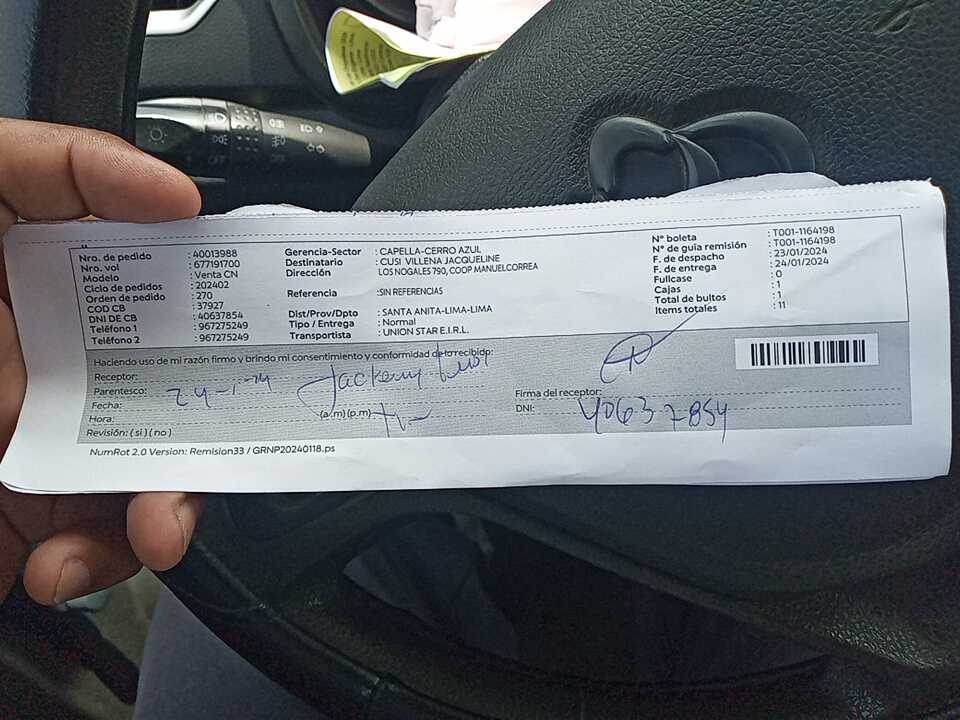 Nro. de pedido : 40013988
Nro. vol : 677191700
Modelo : Venta CN
Ciclo de pedidos : 202402
Orden de pedido : 270
COD CB : 37927
DNI DE CB : 40637854
Teléfono 1 : 967275249
Teléfono 2 : 967275249
Gerencia-Sector : CAPELLA-CERRO AZUL
Destinatario : CUSI VILLENA JACQUELINE
Dirección LOS NOGALES 790, COOP MANUELCORREA
Referencia :SIN REFERENCIAS
Dist/Prov/Dpto : SANTA ANITA-LIMA-LIMA
Tipo / Entrega : Normal
Transportista : UNION STAR E.I.R.L.
N° boleta : T001-1164198
N° de guía remisión : T001-1164198
F. de despacho : 23/01/2024
F. de entrega : 24/01/2024
Fullcase : 0
Cajas : 1
Total de bultos : 1
Items totales : 11
Haciendo uso de mi razón firmo y brindo mi consentimiento y conformidad de lo recibido:
Receptor:
Parentesco:
Fecha: 24-1-24
Hora: (a.m)(p.m)
Revisión: ( si ) ( no )
Firma del receptor:
DNI: 40637854
NumRot 2.0 Version: Remision33 / GRNP20240118.ps